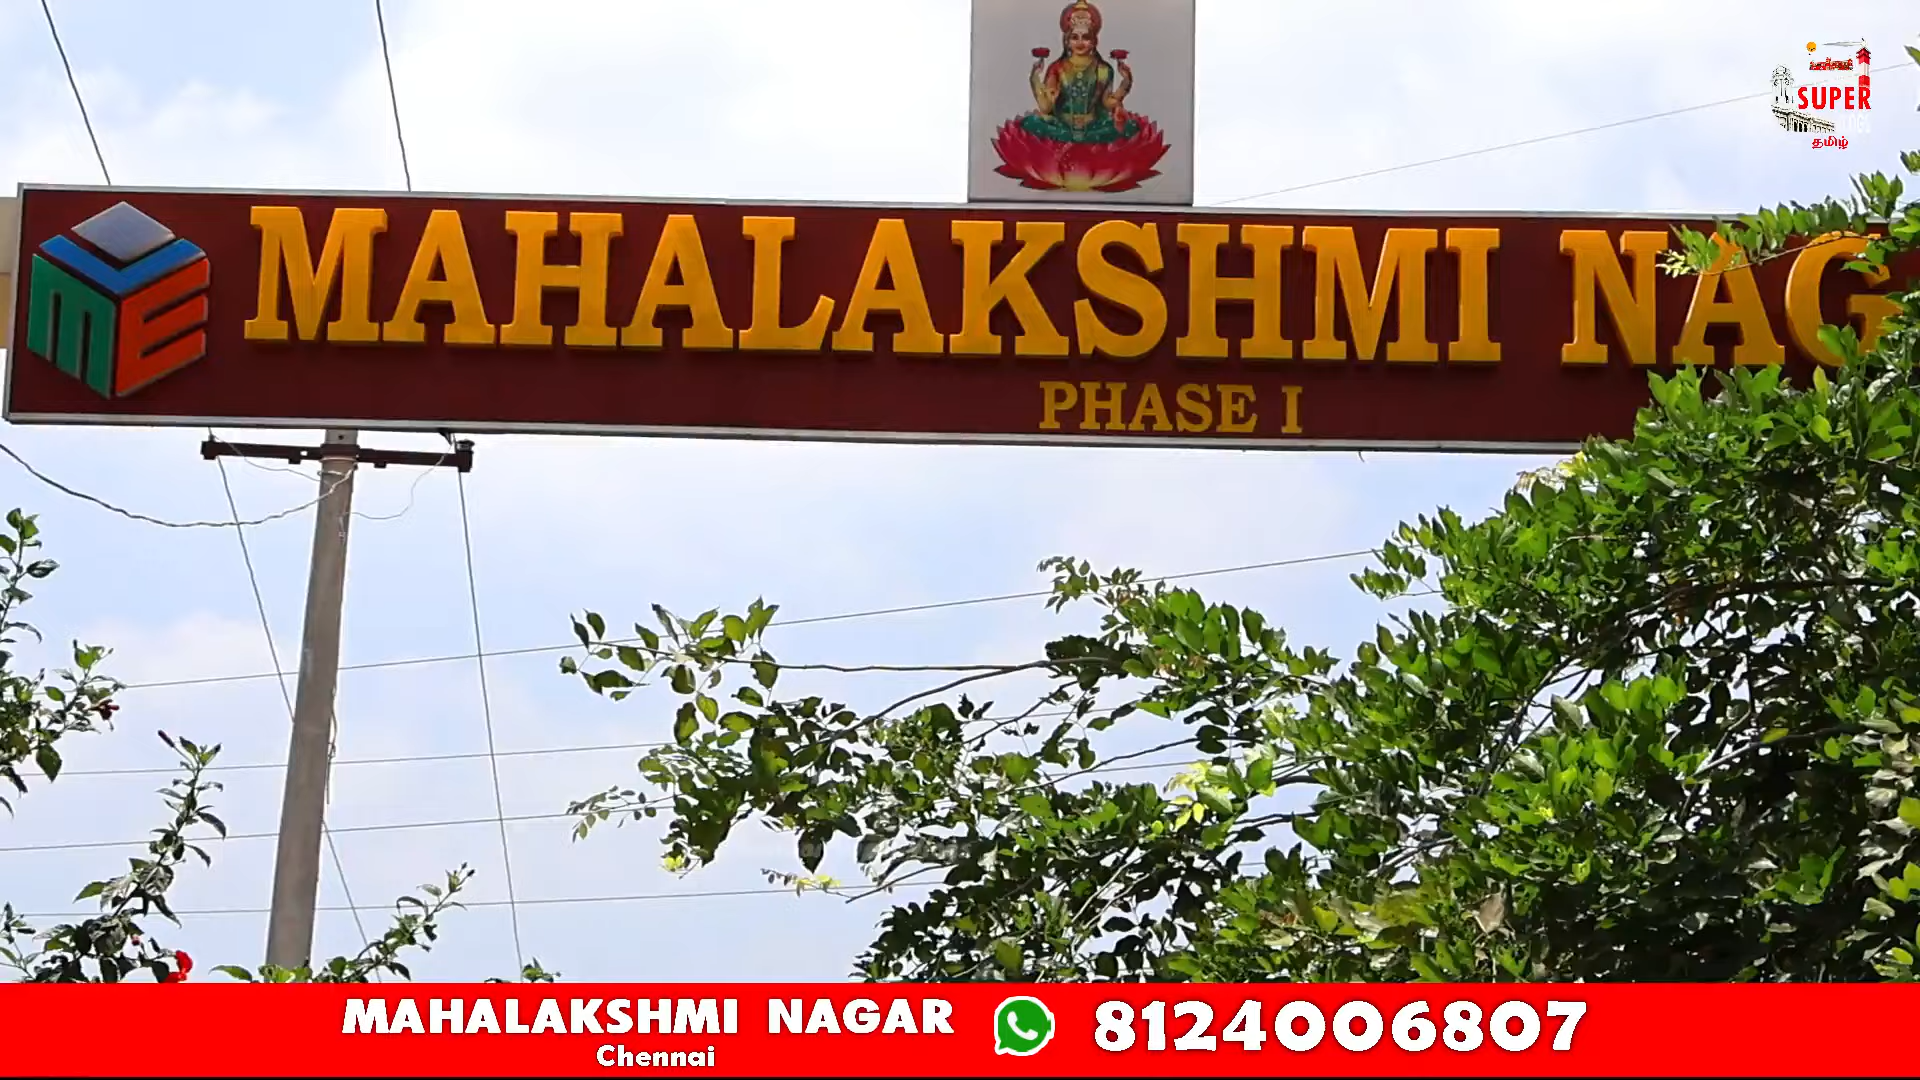 SUPER
தமிழ்
MAHALAKSHMI NAG
PHASE I
MAHALAKSHMI NAGAR
Chennai
8124006807